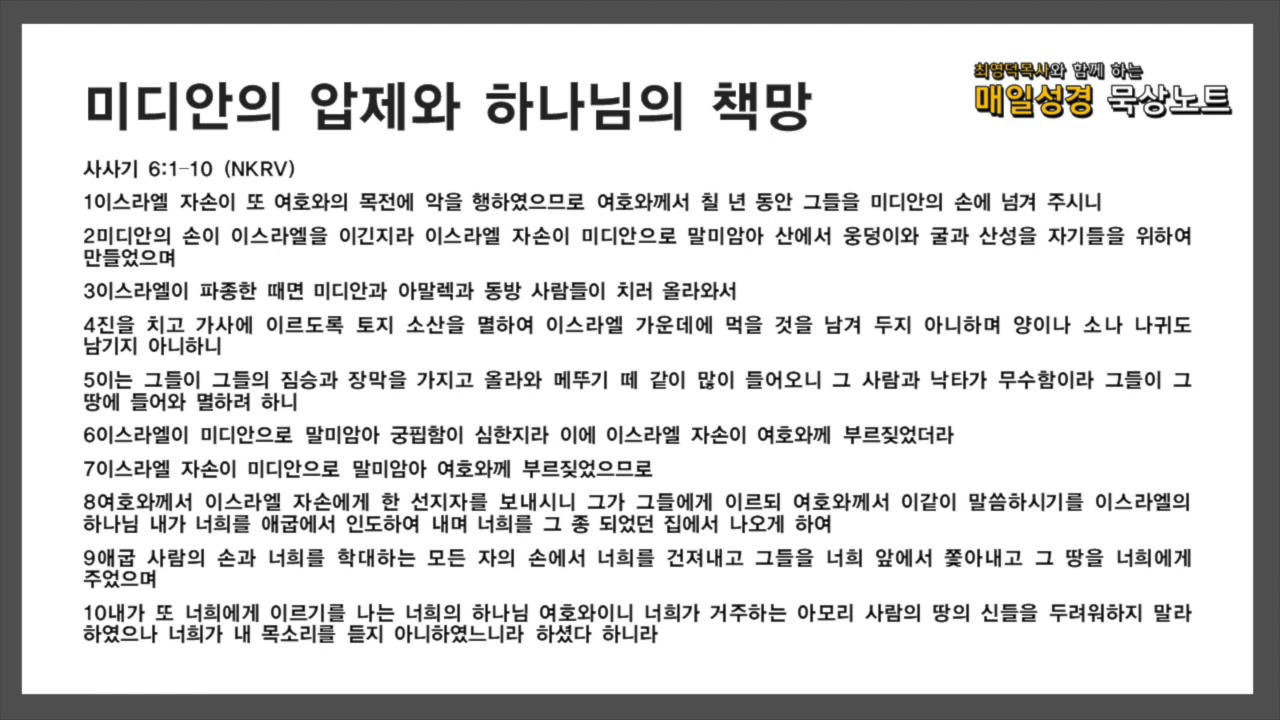 최영덕목사와 함께 하는
매일성경 묵상노트
미디안의 압제와 하나님의 책망
사사기 6:1-10 (NKRV)
1이스라엘 자손이 또 여호와의 목전에 악을 행하였으므로 여호와께서 칠 년 동안 그들을 미디안의 손에 넘겨 주시니
2미디안의 손이 이스라엘을 이긴지라 이스라엘 자손이 미디안으로 말미암아 산에서 웅덩이와 굴과 산성을 자기들을 위하여
만들었으며
3이스라엘이 파종한 때면 미디안과 아말렉과 동방 사람들이 치러 올라와서
4진을 치고 가사에 이르도록 토지 소산을 멸하여 이스라엘 가운데에 먹을 것을 남겨 두지 아니하며 양이나 소나 나귀도
남기지 아니하니
5이는 그들이 그들의 짐승과 장막을 가지고 올라와 메뚜기 떼 같이 많이 들어오니 그 사람과 낙타가 무수함이라 그들이 그
땅에 들어와 멸하려 하니
6이스라엘이 미디안으로 말미암아 궁핍함이 심한지라 이에 이스라엘 자손이 여호와께 부르짖었더라
7이스라엘 자손이 미디안으로 말미암아 여호와께 부르짖었으므로
8여호와께서 이스라엘 자손에게 한 선지자를 보내시니 그가 그들에게 이르되 여호와께서 이같이 말씀하시기를 이스라엘의
하나님 내가 너희를 애굽에서 인도하여 내며 너희를 그 종 되었던 집에서 나오게 하여
9애굽 사람의 손과 너희를 학대하는 모든 자의 손에서 너희를 건져내고 그들을 너희 앞에서 쫓아내고 그 땅을 너희에게
주었으며
10내가 또 너희에게 이르기를 나는 너희의 하나님 여호와이니 너희가 거주하는 아모리 사람의 땅의 신들을 두려워하지 말라
하였으나 너희가 내 목소리를 듣지 아니하였느니라 하셨다 하니라